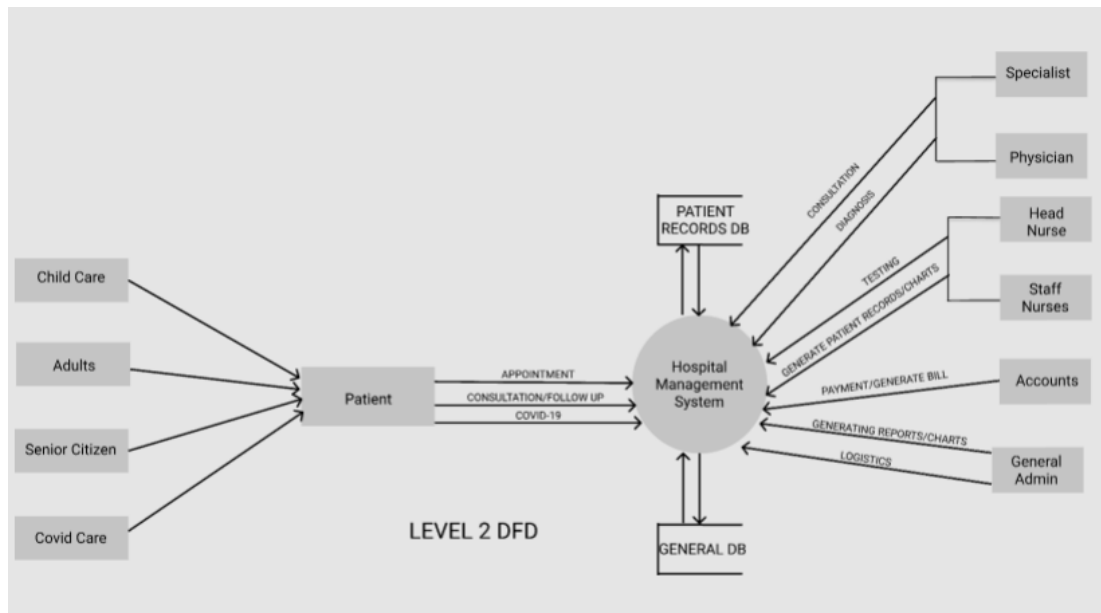 Specialist
Physician
CONSULTATION
DIAGNOSIS
PATIENT
RECORDS DB
Head
Nurse
TESTING
Staff
Nurses
GENERATE PATIENT RECORDS/CHARTS
Child Care
Adults
Senior Citizen
Covid Care
Patient
APPOINTMENT
CONSULTATION/FOLLOW UP
COVID-19
Hospital
Management
System
PAYMENT/GENERATE BILL
Accounts
GENERATING REPORTS/CHARTS
LOGISTICS
General
Admin
LEVEL 2 DFD
GENERAL DB